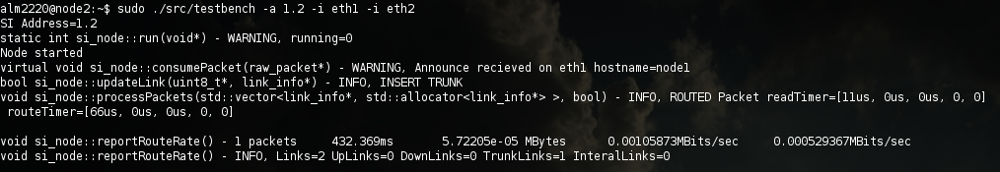 alm2220@node2:~$ sudo ./src/testbench -a 1.2 -i eth1 -i eth2
SI Address=1.2
static int si_node::run(void*) - WARNING, running=0
Node started
virtual void si_node::consumePacket(raw_packet*) - WARNING, Announce recieved on eth1 hostname=node1
bool si_node::updateLink(uint8_t*, link_info*) - INFO, INSERT TRUNK
void si_node::processPackets(std::vector<link_info*, std::allocator<link_info*> >, bool) - INFO, ROUTED Packet readTimer=[11us, 0us, 0us, 0, 0]
routeTimer=[66us, 0us, 0us, 0, 0]
void si_node::reportRouteRate() - 1 packets 432.369ms 5.72205e-05 MBytes 0.00105873MBits/sec 0.000529367MBits/sec
void si_node::reportRouteRate() - INFO, Links=2 UpLinks=0 DownLinks=0 TrunkLinks=1 InteralLinks=0